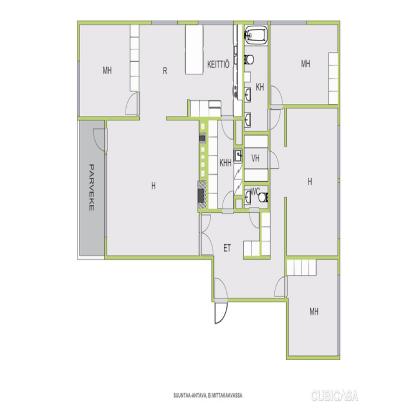 MH
R
KEITTIÖ
KH
MH
PARVEKE
H
KHH
VH
WC
H
ET
MH
SUUNTAA-ANTAVA, EI MITTAKAAVASSA
CUBICASA